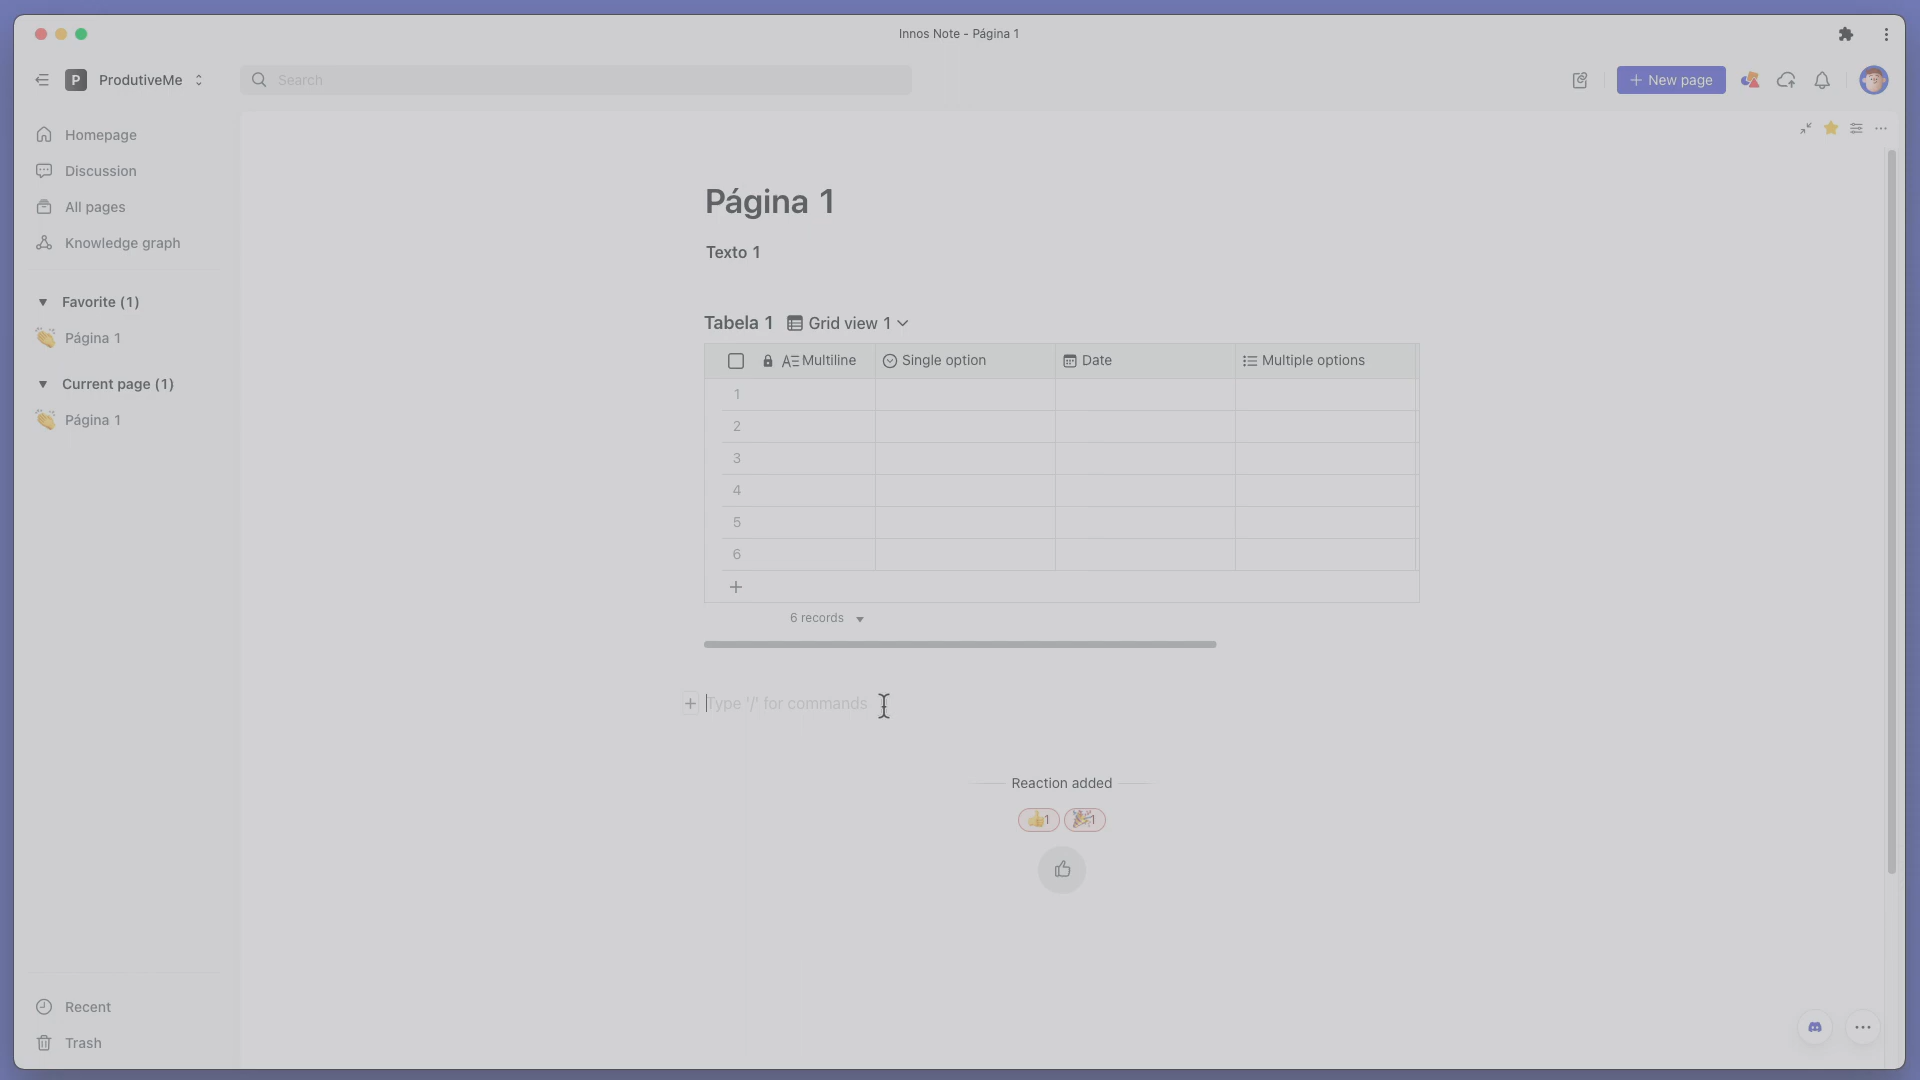 Innos Note - Página 1
P ProdutiveMe
Search
+ New page
Homepage
Discussion
All pages
Knowledge graph
Favorite (1)
Página 1
Current page (1)
Página 1
Recent
Trash
Página 1
Texto 1
Tabela 1 Grid view 1
Multiline Single option Date Multiple options
1
2
3
4
5
6
+
6 records
+ Type '/' for commands
Reaction added
1 1